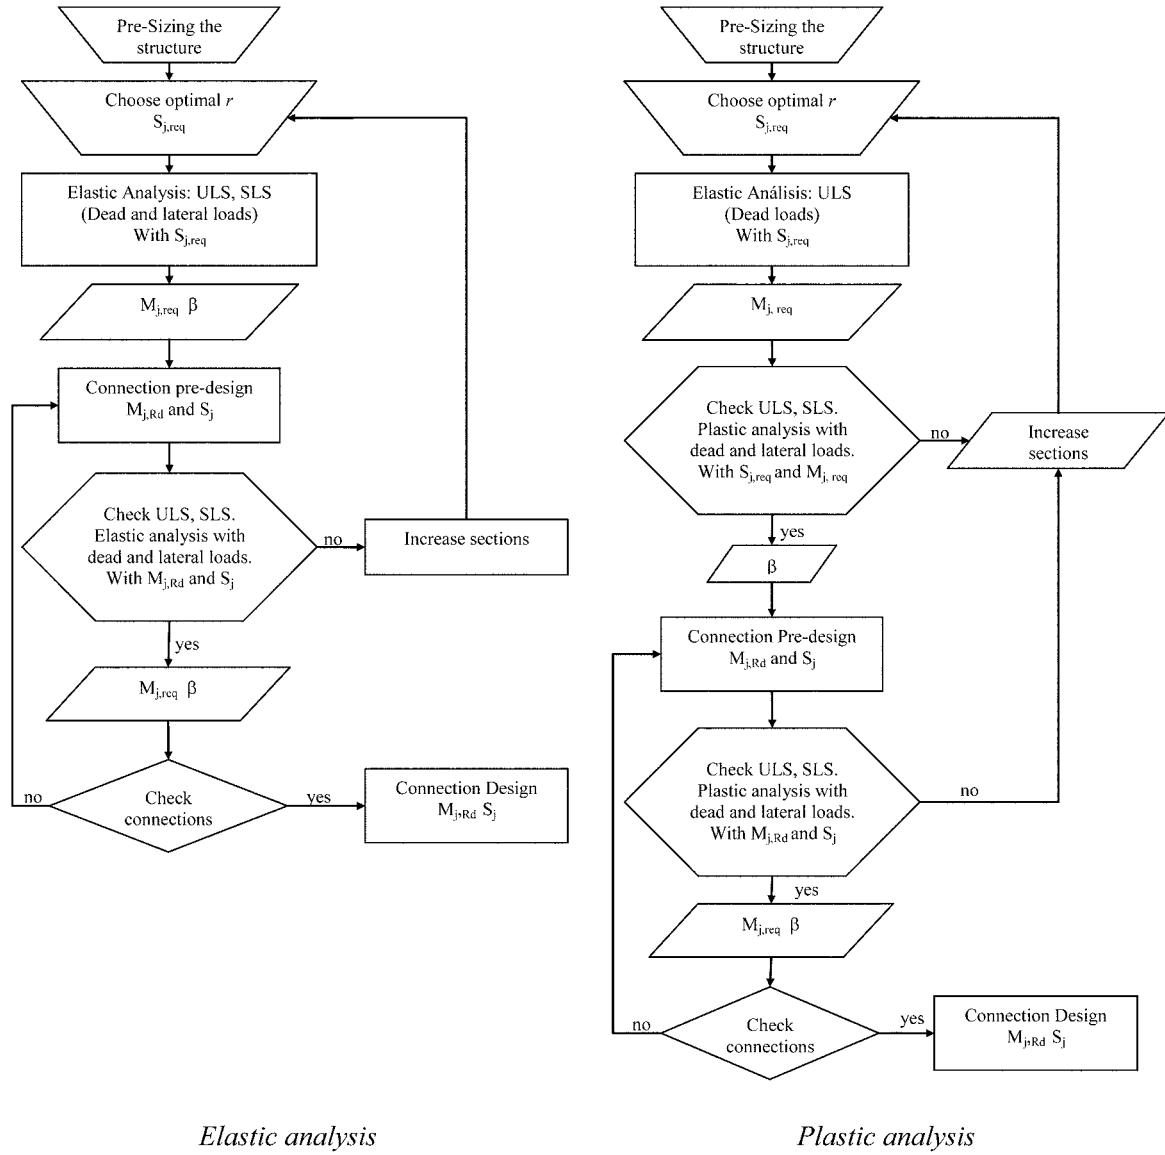 Pre-Sizing the
structure
Choose optimal r
Sj,req
Elastic Analysis: ULS, SLS
(Dead and lateral loads)
With Sj,req
Mj,req β
Connection pre-design
Mj,Rd and Sj
Check ULS, SLS.
Elastic analysis with
dead and lateral loads.
With Mj,Rd and Sj
no
Increase sections
yes
Mj,req β
Check
connections
no
yes
Connection Design
Mj,Rd Sj
Elastic analysis
Pre-Sizing the
structure
Choose optimal r
Sj,req
Elastic Análisis: ULS
(Dead loads)
With Sj,req
Mj, req
Check ULS, SLS.
Plastic analysis with
dead and lateral loads.
With Sj,req and Mj, req
no
Increase
sections
yes
β
Connection Pre-design
Mj,Rd and Sj
Check ULS, SLS.
Plastic analysis with
dead and lateral loads.
With Mj,Rd and Sj
no
yes
Mj,req β
Check
connections
no
yes
Connection Design
Mj,Rd Sj
Plastic analysis